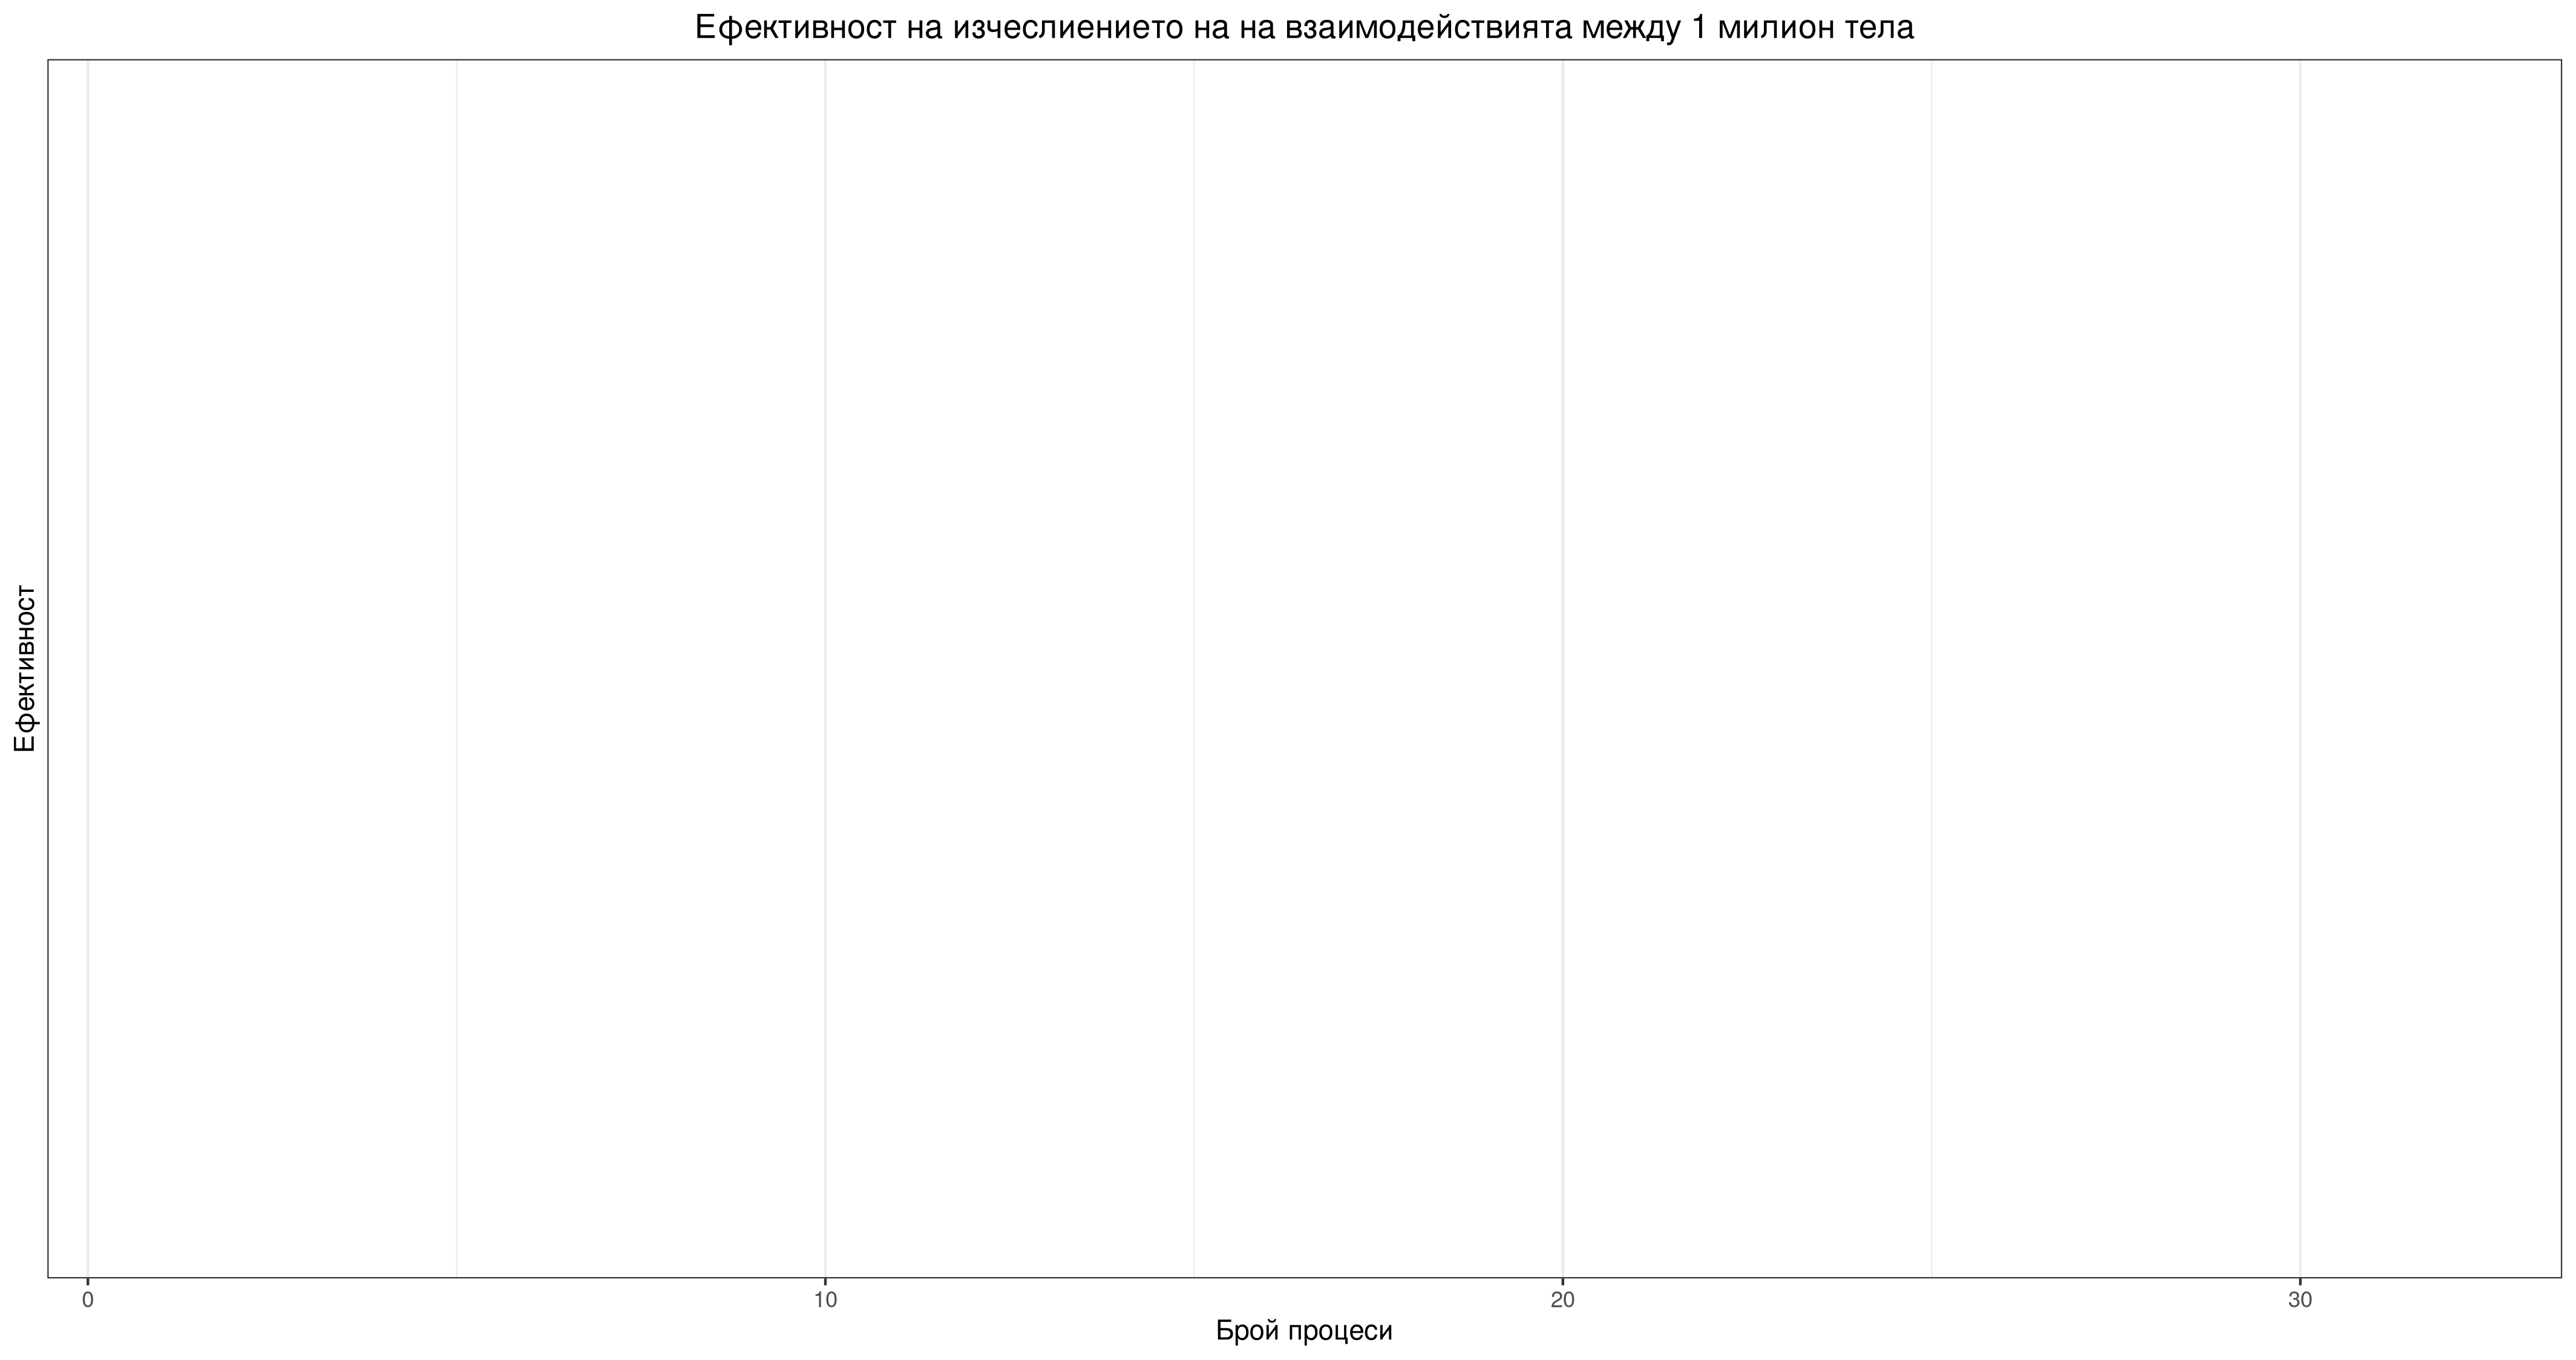 Ефективност на изчеслиението на на взаимодействията между 1 милион тела
Ефективност
0
10
20
30
Брой процеси